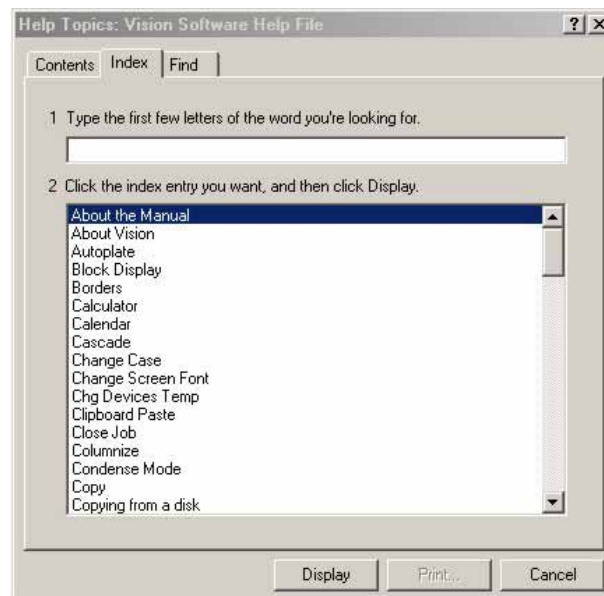 Help Topics: Vision Software Help File
Contents Index Find
1 Type the first few letters of the word you're looking for.
2 Click the index entry you want, and then click Display.
About the Manual
About Vision
Autoplate
Block Display
Borders
Calculator
Calendar
Cascade
Change Case
Change Screen Font
Chg Devices Temp
Clipboard Paste
Close Job
Columnize
Condense Mode
Copy
Copying from a disk
Display Print... Cancel